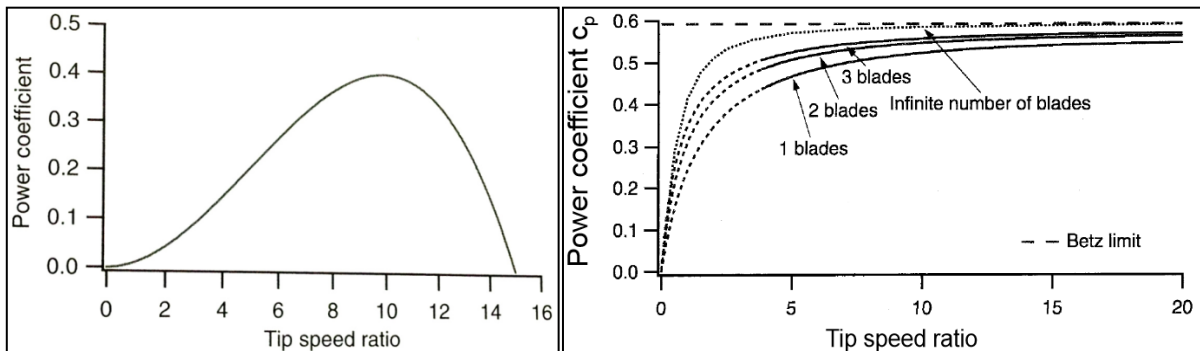 Power coefficient
0.5
0.4
0.3
0.2
0.1
0.0
0 2 4 6 8 10 12 14 16
Tip speed ratio
Power coefficient cp
0.6
0.5
0.4
0.3
0.2
0.1
0.0
3 blades
2 blades
Infinite number of blades
1 blades
Betz limit
0 5 10 15 20
Tip speed ratio